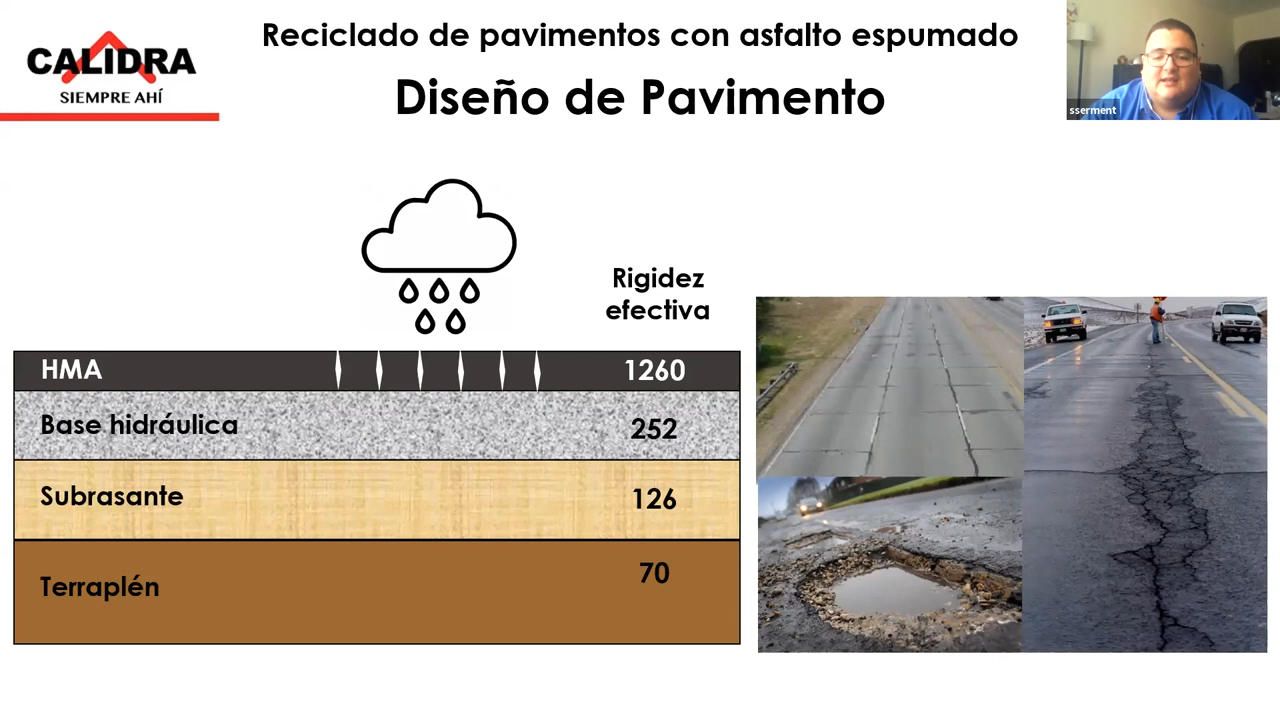 CALIDRA
SIEMPRE AHÍ
Reciclado de pavimentos con asfalto espumado
Diseño de Pavimento
sserment
Rigidez
efectiva
HMA 1260
Base hidráulica 252
Subrasante 126
Terraplén 70